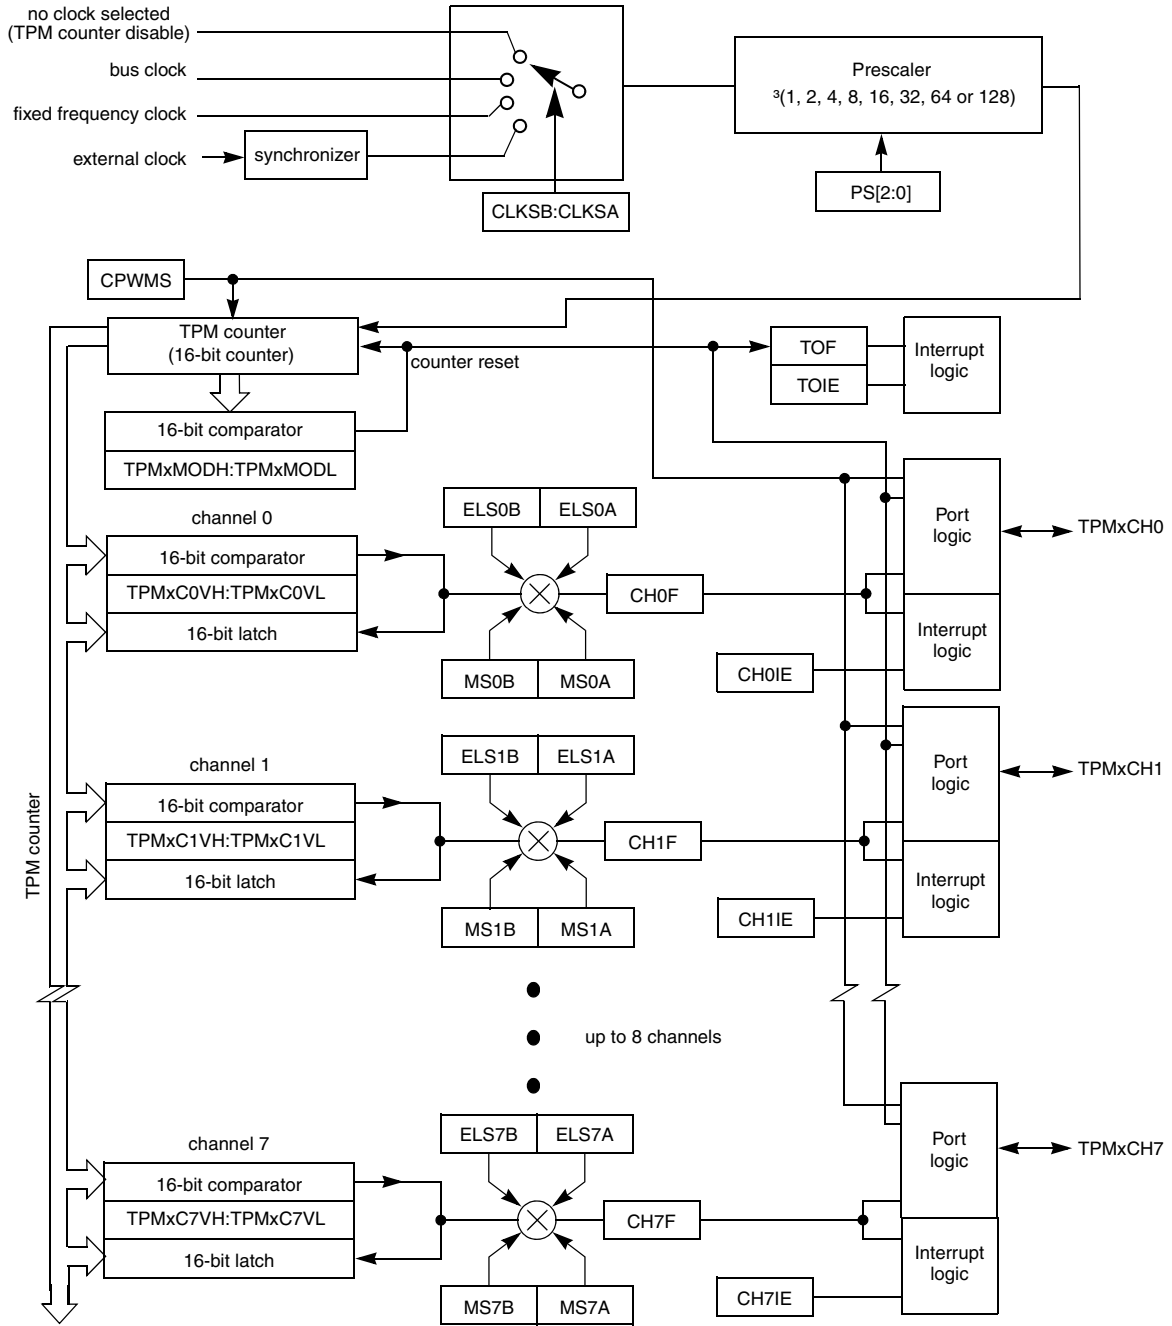 no clock selected
(TPM counter disable)
bus clock
fixed frequency clock
external clock
synchronizer
CLKSB:CLKSA
Prescaler
³(1, 2, 4, 8, 16, 32, 64 or 128)
PS[2:0]
CPWMS
TPM counter
(16-bit counter)
counter reset
TOF
TOIE
Interrupt
logic
16-bit comparator
TPMxMODH:TPMxMODL
channel 0
16-bit comparator
TPMxC0VH:TPMxC0VL
16-bit latch
ELS0B
ELS0A
MS0B
MS0A
CH0F
CH0IE
Port
logic
Interrupt
logic
TPMxCH0
channel 1
16-bit comparator
TPMxC1VH:TPMxC1VL
16-bit latch
ELS1B
ELS1A
MS1B
MS1A
CH1F
CH1IE
Port
logic
Interrupt
logic
TPMxCH1
TPM counter
up to 8 channels
channel 7
16-bit comparator
TPMxC7VH:TPMxC7VL
16-bit latch
ELS7B
ELS7A
MS7B
MS7A
CH7F
CH7IE
Port
logic
Interrupt
logic
TPMxCH7